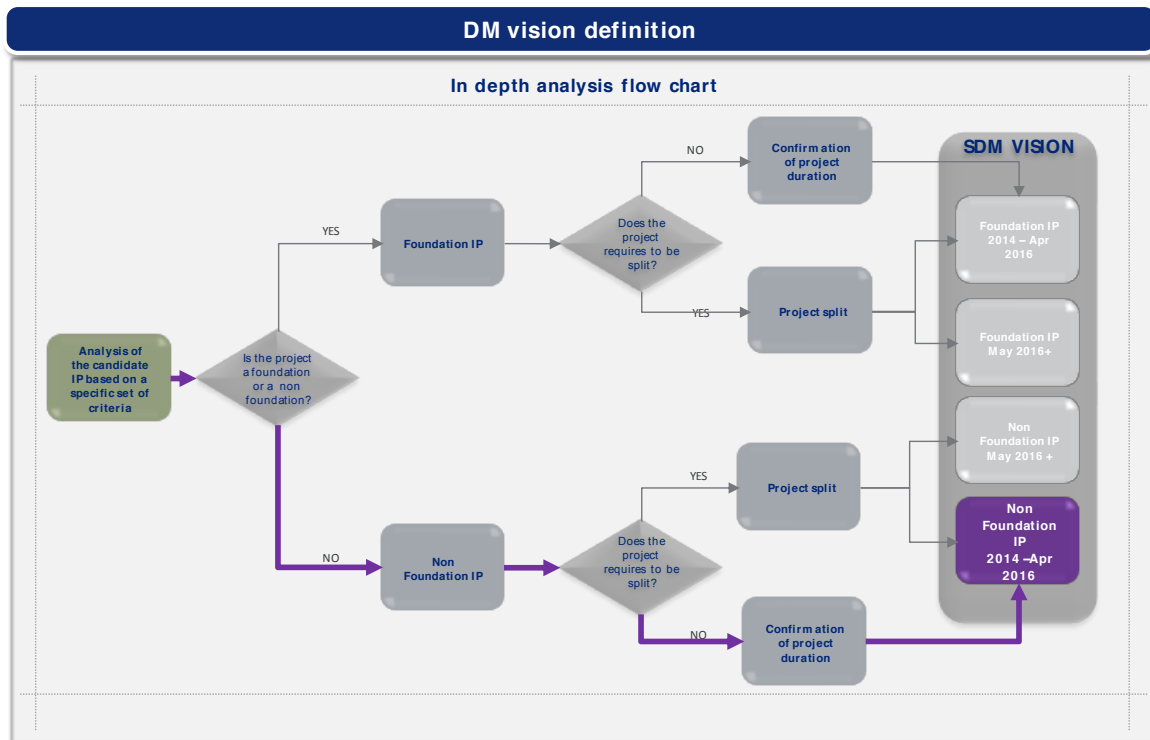 DM vision definition
In depth analysis flow chart
Analysis of
the candidate
IP based on a
specific set of
criteria
Is the project
a foundation
or a non
foundation?
YES
Foundation IP
Does the
project
requires to be
split?
NO
Confirmation
of project
duration
YES
Project split
NO
Non
Foundation IP
Does the
project
requires to be
split?
YES
Project split
NO
Confirmation
of project
duration
SDM VISION
Foundation IP
2014 – Apr
2016
Foundation IP
May 2016+
Non
Foundation IP
May 2016 +
Non
Foundation
IP
2014 –Apr
2016